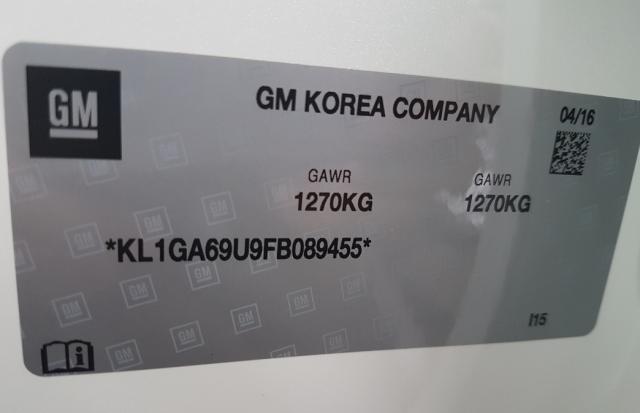 GM
GM KOREA COMPANY
04/16
GAWR GAWR
1270KG 1270KG
*KL1GA69U9FB089455*
I15